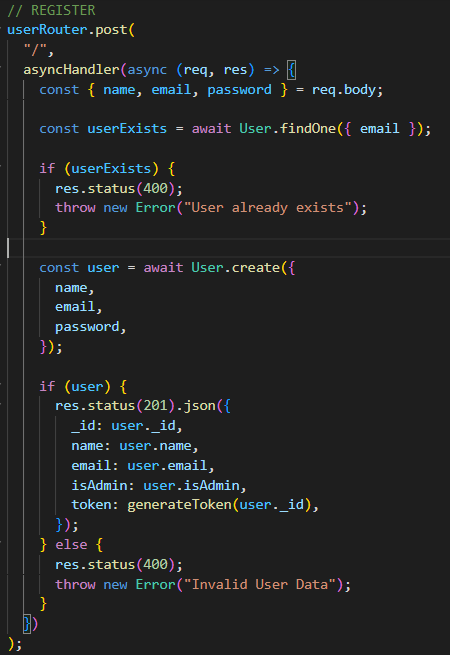 // REGISTER
userRouter.post(
  "/",
  asyncHandler(async (req, res) => {
    const { name, email, password } = req.body;

    const userExists = await User.findOne({ email });

    if (userExists) {
      res.status(400);
      throw new Error("User already exists");
    }

    const user = await User.create({
      name,
      email,
      password,
    });

    if (user) {
      res.status(201).json({
        _id: user._id,
        name: user.name,
        email: user.email,
        isAdmin: user.isAdmin,
        token: generateToken(user._id),
      });
    } else {
      res.status(400);
      throw new Error("Invalid User Data");
    }
  })
);